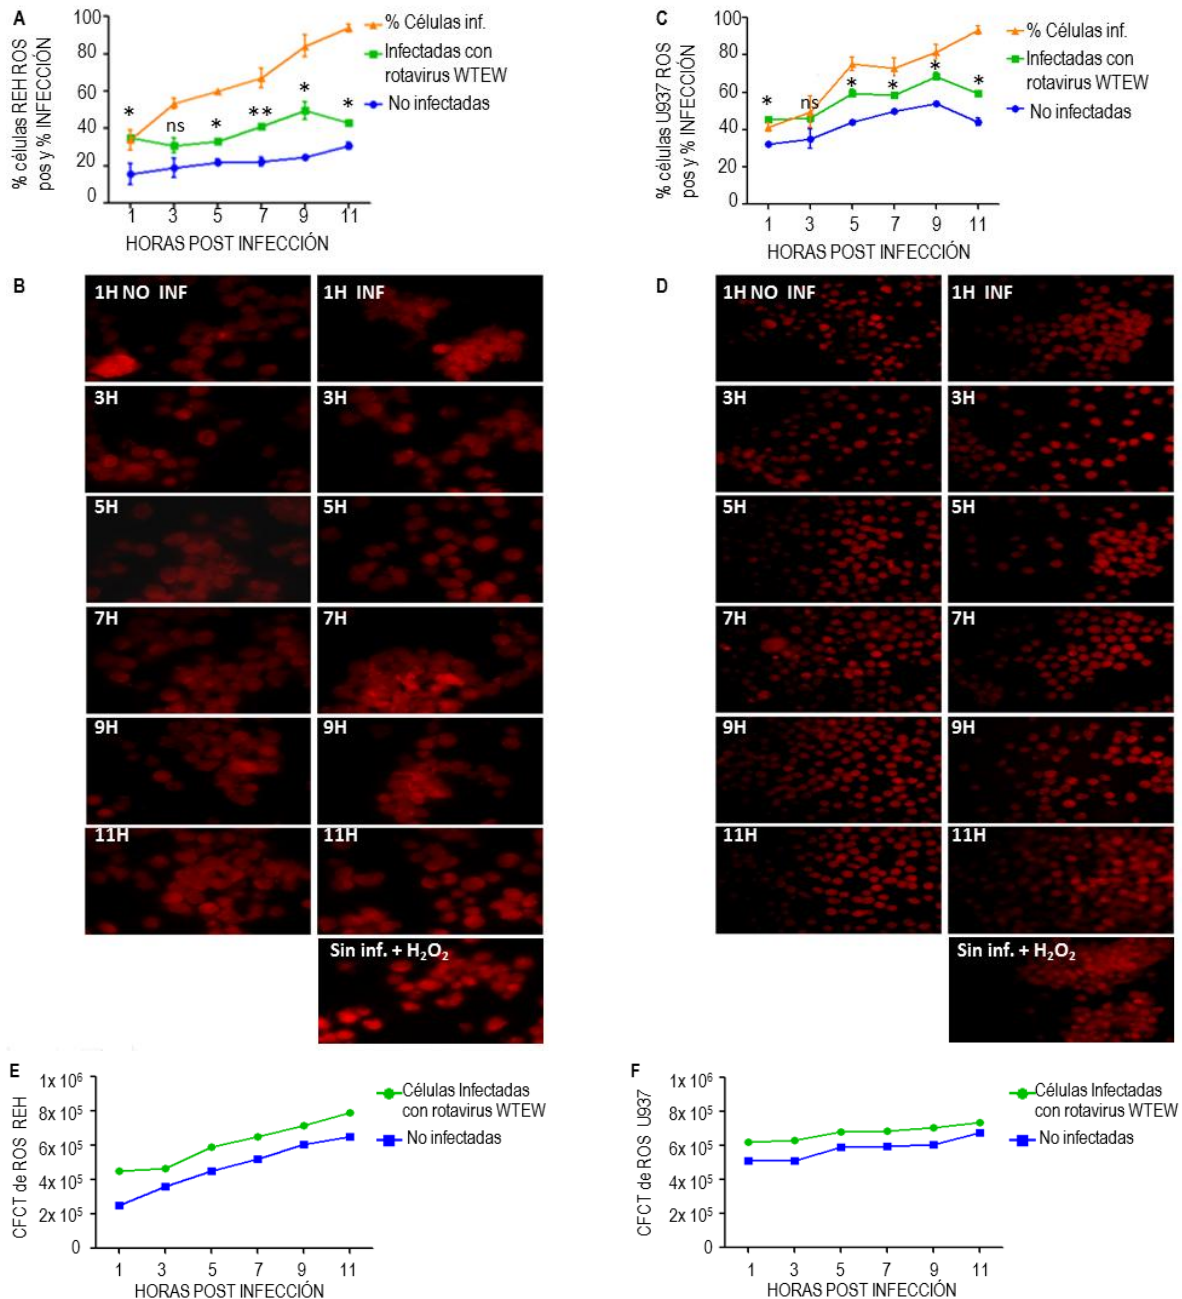 A
% células REH ROS
pos y % INFECCIÓN
100
80
60
40
20
0
* ns * ** * *
1 3 5 7 9 11
HORAS POST INFECCIÓN
% Células inf.
Infectadas con
rotavirus WTEW
No infectadas
C
% células U937 ROS
pos y % INFECCIÓN
100
80
60
40
20
0
* ns * * * *
1 3 5 7 9 11
HORAS POST INFECCIÓN
% Células inf.
Infectadas con
rotavirus WTEW
No infectadas
B
1H NO INF
1H INF
3H
3H
5H
5H
7H
7H
9H
9H
11H
11H
Sin inf. + H₂O₂
D
1H NO INF
1H INF
3H
3H
5H
5H
7H
7H
9H
9H
11H
11H
Sin inf. + H₂O₂
E
CFCT de ROS REH
1x 10⁶
8x 10⁵
6x 10⁵
4x 10⁵
2x 10⁵
0
1 3 5 7 9 11
HORAS POST INFECCIÓN
Células Infectadas
con rotavirus WTEW
No infectadas
F
CFCT de ROS U937
1x 10⁶
8x 10⁵
6x 10⁵
4x 10⁵
2x 10⁵
0
1 3 5 7 9 11
HORAS POST INFECCIÓN
Células Infectadas
con rotavirus WTEW
No infectadas